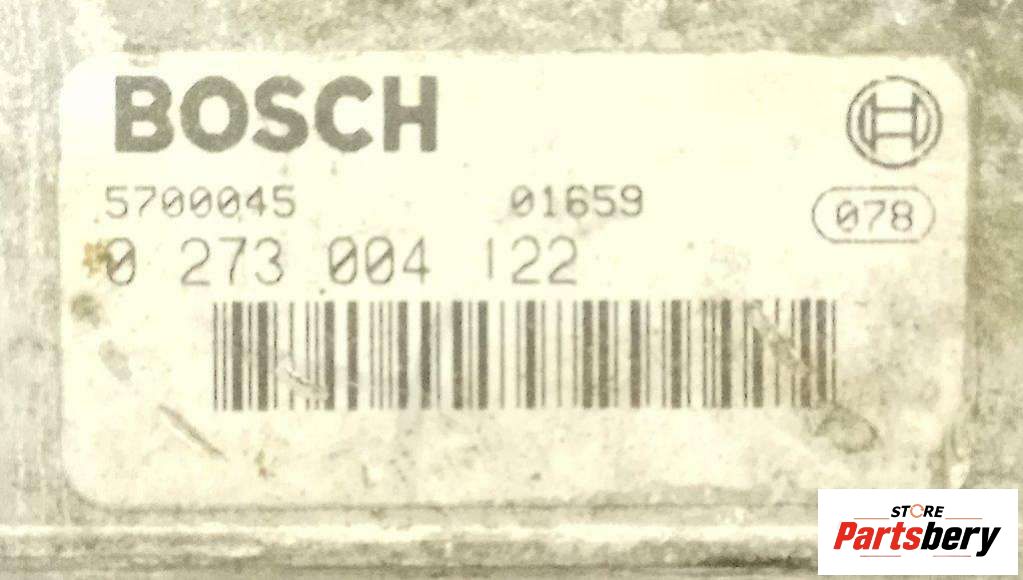 BOSCH
5700045 01659
078
0 273 004 122
STORE
Partsbery